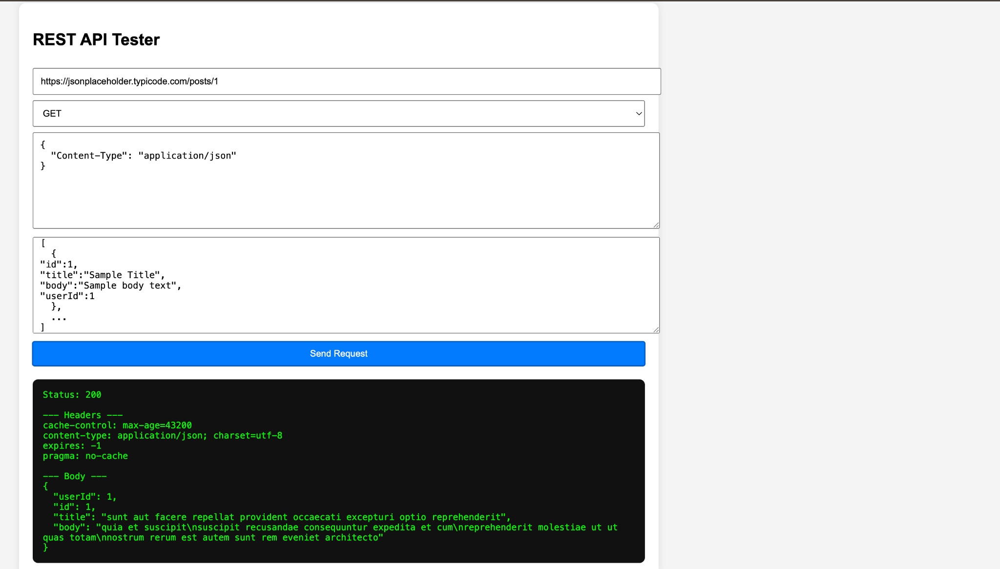 REST API Tester
https://jsonplaceholder.typicode.com/posts/1
GET
{
  "Content-Type": "application/json"
}
[
  {
"id":1,
"title":"Sample Title",
"body":"Sample body text",
"userId":1
  },
  ...
]
Send Request
Status: 200
--- Headers ---
cache-control: max-age=43200
content-type: application/json; charset=utf-8
expires: -1
pragma: no-cache
--- Body ---
{
  "userId": 1,
  "id": 1,
  "title": "sunt aut facere repellat provident occaecati excepturi optio reprehenderit",
  "body": "quia et suscipit\nsuscipit recusandae consequuntur expedita et cum\nreprehenderit molestiae ut ut
quas totam\nnostrum rerum est autem sunt rem eveniet architecto"
}